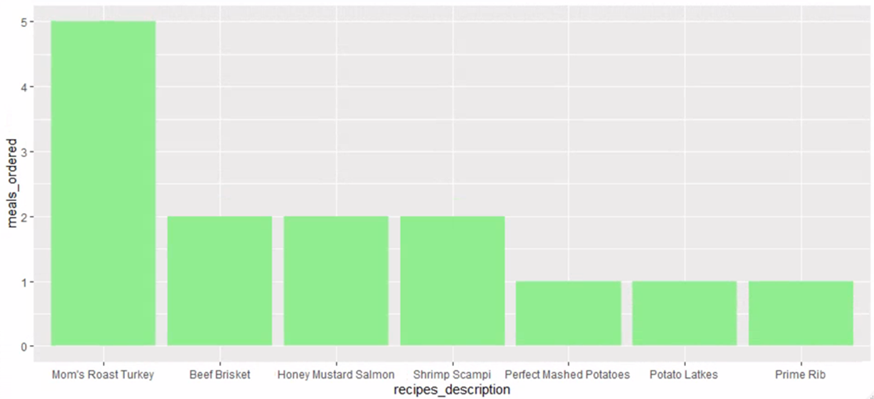 5
4
3
2
1
0
meals_ordered
Mom's Roast Turkey Beef Brisket Honey Mustard Salmon Shrimp Scampi Perfect Mashed Potatoes Potato Latkes Prime Rib
recipes_description